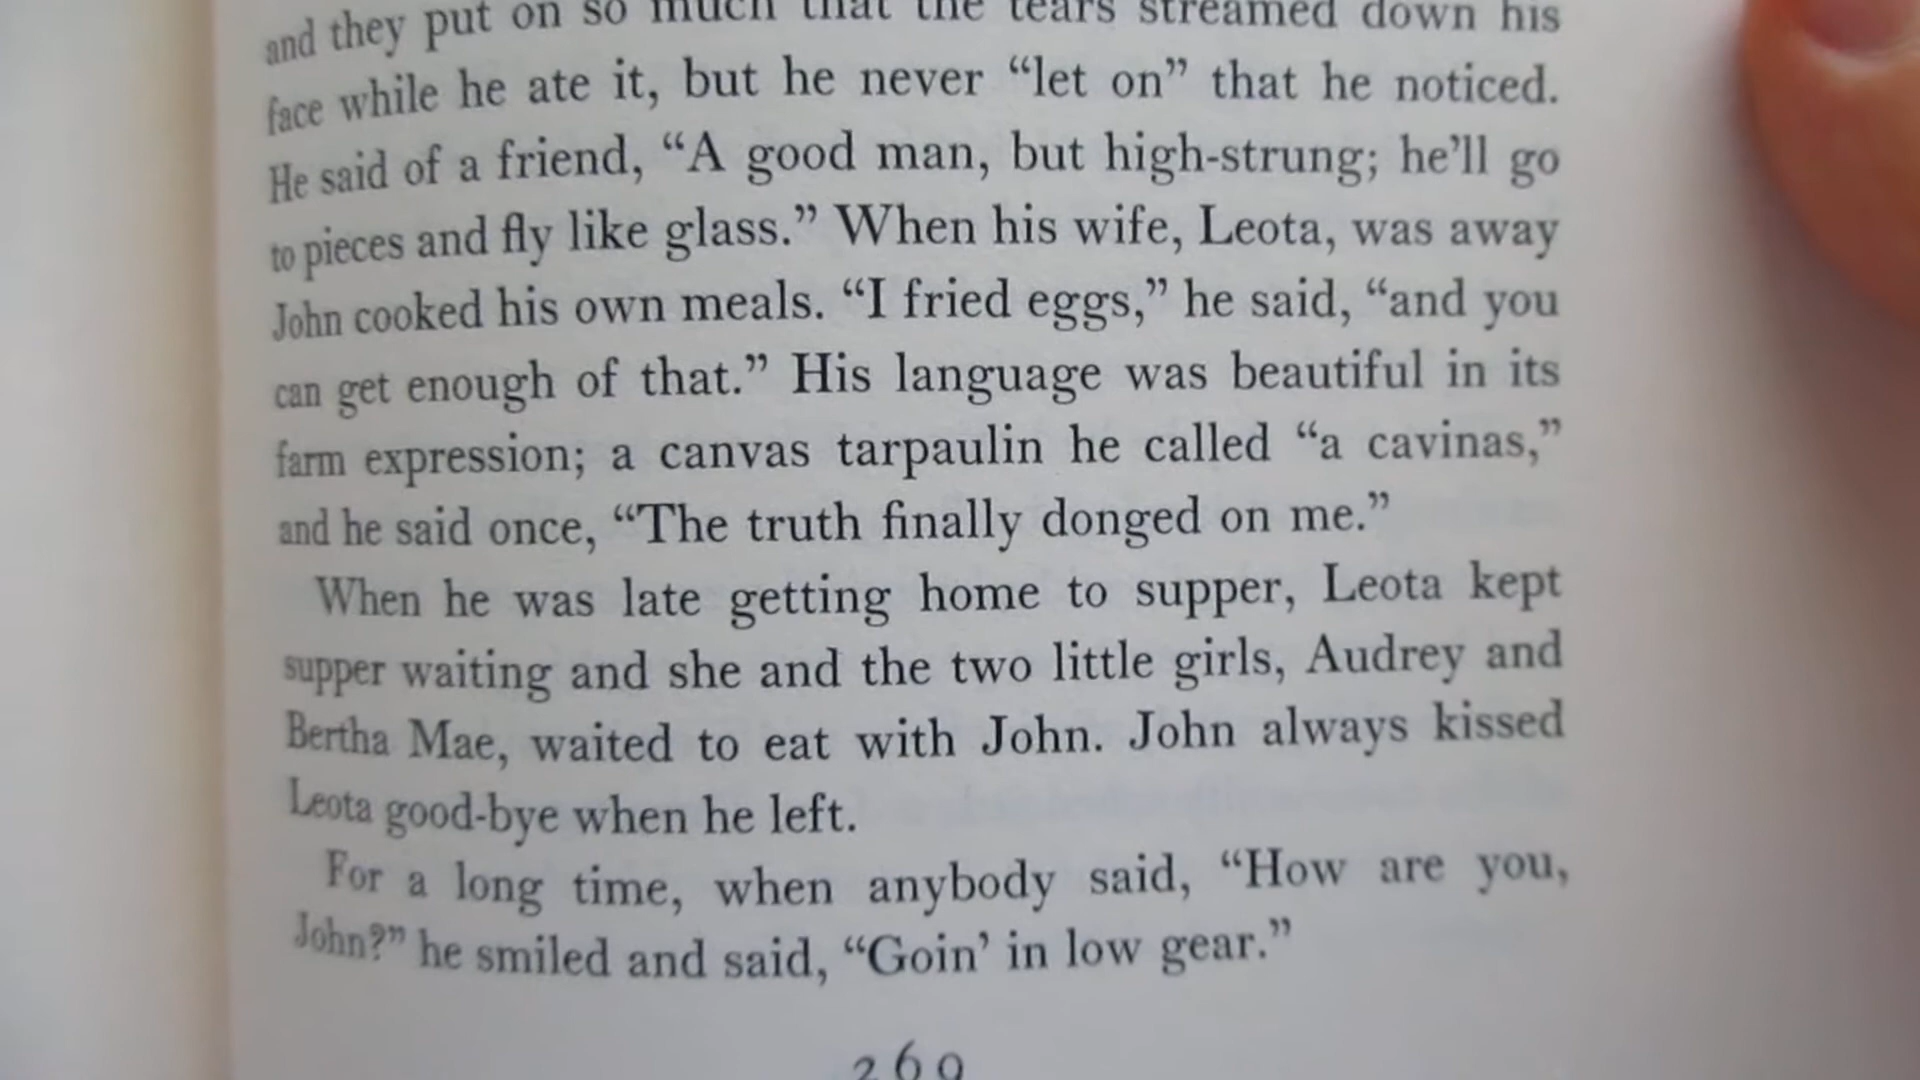 and they put on so much that the tears streamed down his
face while he ate it, but he never “let on” that he noticed.
He said of a friend, “A good man, but high-strung; he’ll go
to pieces and fly like glass.” When his wife, Leota, was away
John cooked his own meals. “I fried eggs,” he said, “and you
can get enough of that.” His language was beautiful in its
farm expression; a canvas tarpaulin he called “a cavinas,”
and he said once, “The truth finally donged on me.”
When he was late getting home to supper, Leota kept
supper waiting and she and the two little girls, Audrey and
Bertha Mae, waited to eat with John. John always kissed
Leota good-bye when he left.
For a long time, when anybody said, “How are you,
John?” he smiled and said, “Goin’ in low gear.”
269